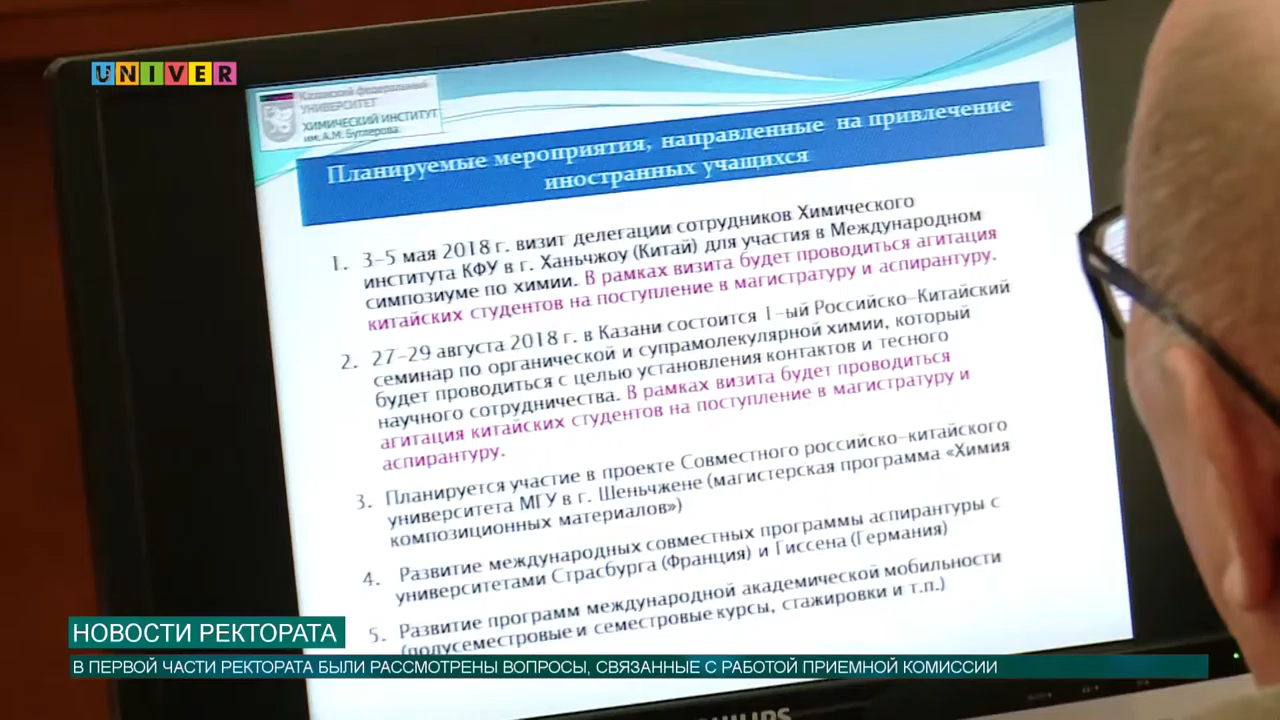 UNIVER
Казанский федеральный
УНИВЕРСИТЕТ
ХИМИЧЕСКИЙ ИНСТИТУТ
им. А.М. Бутлерова
Планируемые мероприятия, направленные на привлечение
иностранных учащихся
1. 3-5 мая 2018 г. визит делегации сотрудников Химического
института КФУ в г. Ханьчжоу (Китай) для участия в Международном
симпозиуме по химии. В рамках визита будет проводиться агитация
китайских студентов на поступление в магистратуру и аспирантуру.
2. 27-29 августа 2018 г. в Казани состоится 1-ый Российско-Китайский
семинар по органической и супрамолекулярной химии, который
будет проводиться с целью установления контактов и тесного
научного сотрудничества. В рамках визита будет проводиться
агитация китайских студентов на поступление в магистратуру и
аспирантуру.
3. Планируется участие в проекте Совместного российско-китайского
университета МГУ в г. Шеньчжене (магистерская программа «Химия
композиционных материалов»)
4. Развитие международных совместных программы аспирантуры с
университетами Страсбурга (Франция) и Гиссена (Германия)
5. Развитие программ международной академической мобильности
(полусеместровые и семестровые курсы, стажировки и т.п.)
НОВОСТИ РЕКТОРАТА
В ПЕРВОЙ ЧАСТИ РЕКТОРАТА БЫЛИ РАССМОТРЕНЫ ВОПРОСЫ, СВЯЗАННЫЕ С РАБОТОЙ ПРИЕМНОЙ КОМИССИИ
PHILIPS